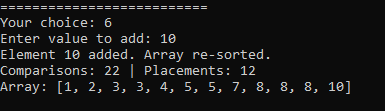 ==========================
Your choice: 6
Enter value to add: 10
Element 10 added. Array re-sorted.
Comparisons: 22 | Placements: 12
Array: [1, 2, 3, 3, 4, 5, 5, 7, 8, 8, 8, 10]